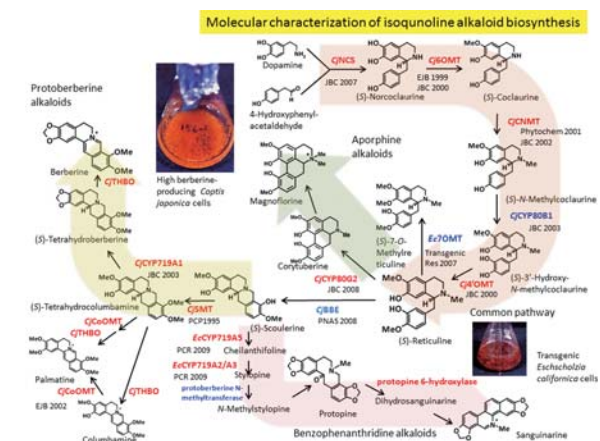 Molecular characterization of isoqunoline alkaloid biosynthesis
Dopamine
CjNCS
JBC 2007
4-Hydroxyphenyl-
acetaldehyde
(S)-Norcoclaurine
Cj6OMT
EJB 1999
JBC 2000
(S)-Coclaurine
CjCNMT
Phytochem 2001
JBC 2002
(S)-N-Methylcoclaurine
CjCYP80B1
JBC 2003
(S)-3'-Hydroxy-
N-methylcoclaurine
Cj4'OMT
JBC 2000
(S)-Reticuline
Common pathway
Transgenic
Eschscholzia
californica cells
Ec7OMT
Transgenic
Res 2007
(S)-7-O-
Methylre
ticuline
Aporphine
alkaloids
Magnoflorine
Corytuberine
CjCYP80G2
JBC 2008
CjBBE
PNAS 2008
(S)-Scoulerine
CjSMT
PCP1995
(S)-Tetrahydrocolumbamine
CjCYP719A1
JBC 2003
(S)-Tetrahydroberberine
CjTHBO
Berberine
Protoberberine
alkaloids
High berberine-
producing Coptis
japonica cells
CjCoOMT
CjTHBO
Palmatine
CjCoOMT
EJB 2002
CjTHBO
Columbamine
EcCYP719A5
PCR 2009
Cheilanthifoline
EcCYP719A2/A3
PCR 2009
Stylopine
protoberberine N-
methyltransferase
N-Methylstylopine
Protopine
protopine 6-hydroxylase
Dihydrosanguinarine
Sanguinarine
Benzophenanthridine alkaloids